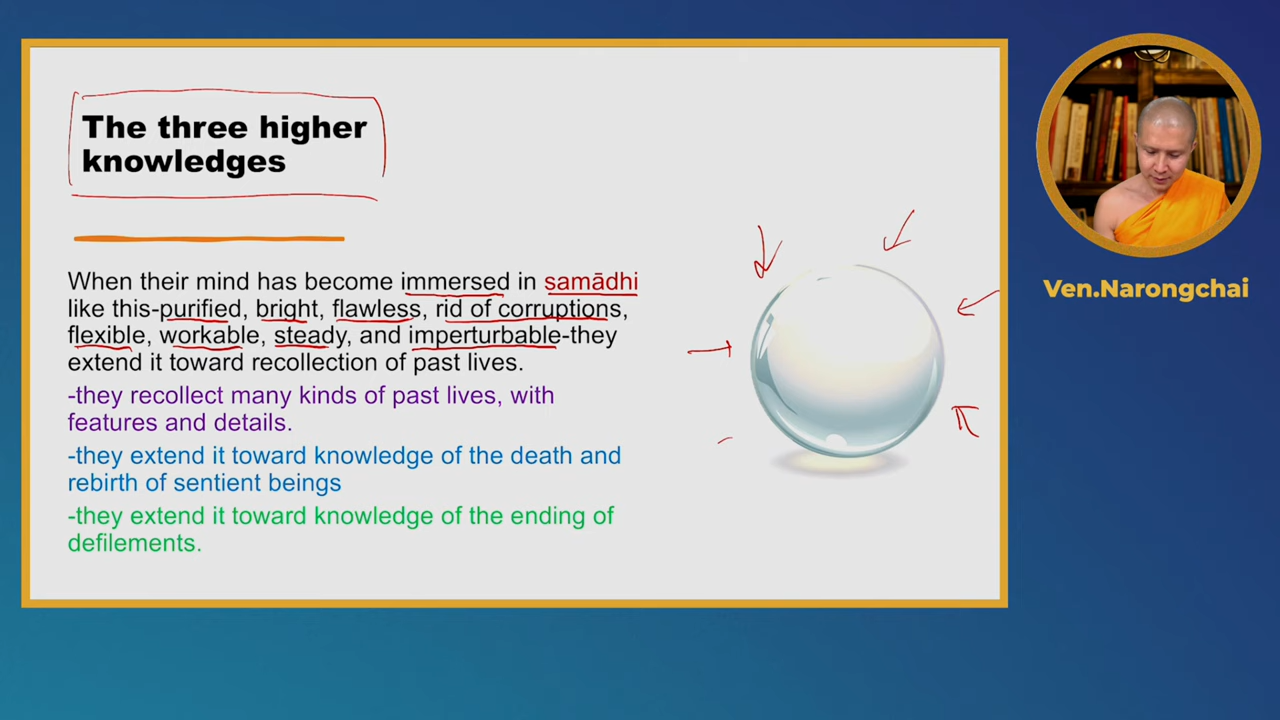 The three higher
knowledges
When their mind has become immersed in samādhi
like this-purified, bright, flawless, rid of corruptions,
flexible, workable, steady, and imperturbable-they
extend it toward recollection of past lives.
-they recollect many kinds of past lives, with
features and details.
-they extend it toward knowledge of the death and
rebirth of sentient beings
-they extend it toward knowledge of the ending of
defilements.
Ven.Narongchai